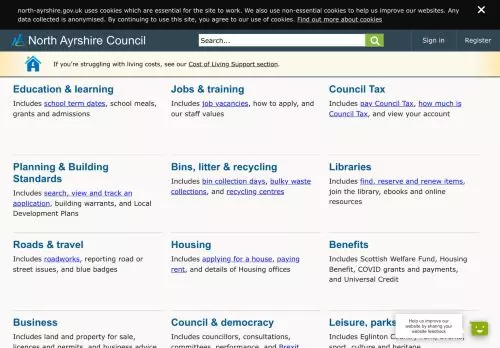 north-ayrshire.gov.uk uses cookies which are essential for the site to work. We also use non-essential cookies to help us improve our websites. Any
data collected is anonymised. By continuing to use this site, you agree to our use of cookies. Find out more about cookies
North Ayrshire Council
Search...
Sign in
Register
If you're struggling with living costs, see our Cost of Living Support section.
Education & learning
Includes school term dates, school meals,
grants and admissions
Jobs & training
Includes job vacancies, how to apply, and
our staff values
Council Tax
Includes pay Council Tax, how much is
Council Tax, and view your account
Planning & Building
Standards
Includes search, view and track an
application, building warrants, and Local
Development Plans
Bins, litter & recycling
Includes bin collection days, bulky waste
collections, and recycling centres
Libraries
Includes find, reserve and renew items,
join the library, ebooks and online
resources
Roads & travel
Includes roadworks, reporting road or
street issues, and blue badges
Housing
Includes applying for a house, paying
rent, and details of Housing offices
Benefits
Includes Scottish Welfare Fund, Housing
Benefit, COVID grants and payments,
and Universal Credit
Business
Includes land and property for sale,
licences and permits, and business advice
Council & democracy
Includes councillors, consultations,
committees, performance, and Brexit
Leisure, parks
Includes Eglinton
sport, culture and heritage
Help us improve our
website by sharing your
website feedback